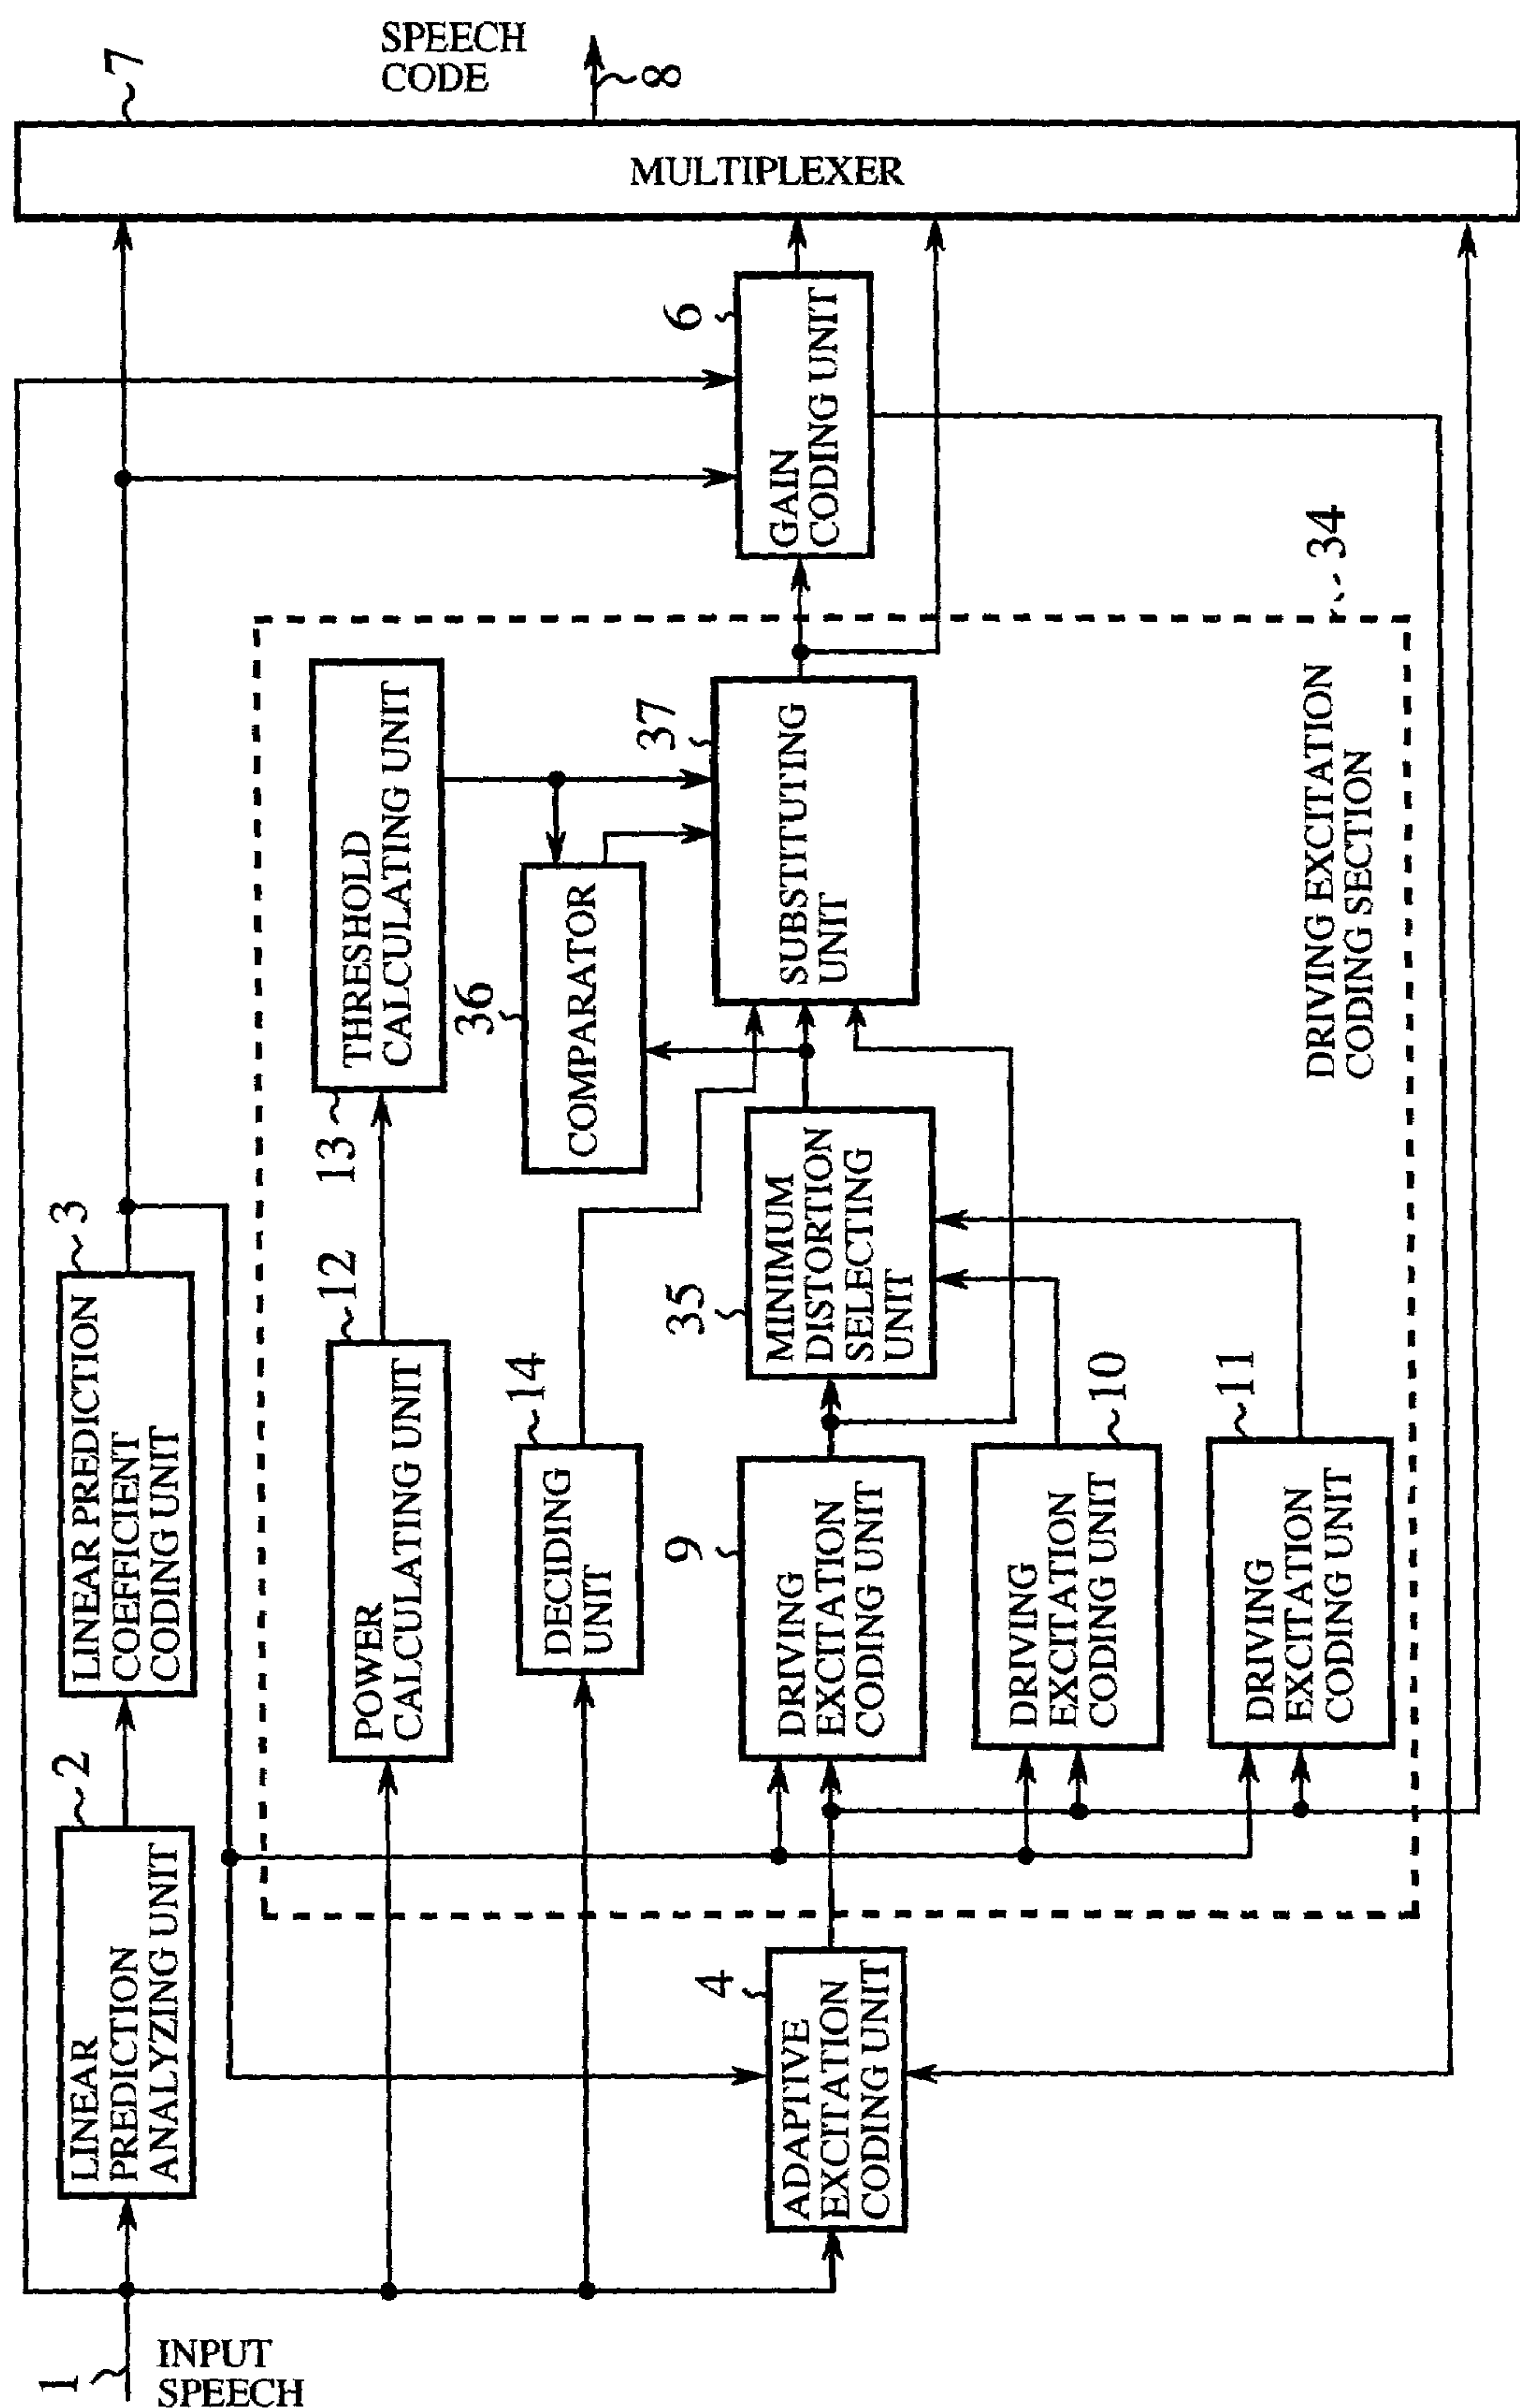 1
INPUT
SPEECH
LINEAR
PREDICTION
ANALYZING UNIT
2
LINEAR PREDICTION
COEFFICIENT
CODING UNIT
3
7
SPEECH
CODE
8
MULTIPLEXER
POWER
CALCULATING UNIT
12
THRESHOLD
CALCULATING UNIT
13
DECIDING
UNIT
14
COMPARATOR
36
SUBSTITUTING
UNIT
37
GAIN
CODING UNIT
6
ADAPTIVE
EXCITATION
CODING UNIT
4
DRIVING
EXCITATION
CODING UNIT
9
MINIMUM
DISTORTION
SELECTING
UNIT
35
DRIVING
EXCITATION
CODING UNIT
10
DRIVING
EXCITATION
CODING UNIT
11
DRIVING EXCITATION
CODING SECTION
34